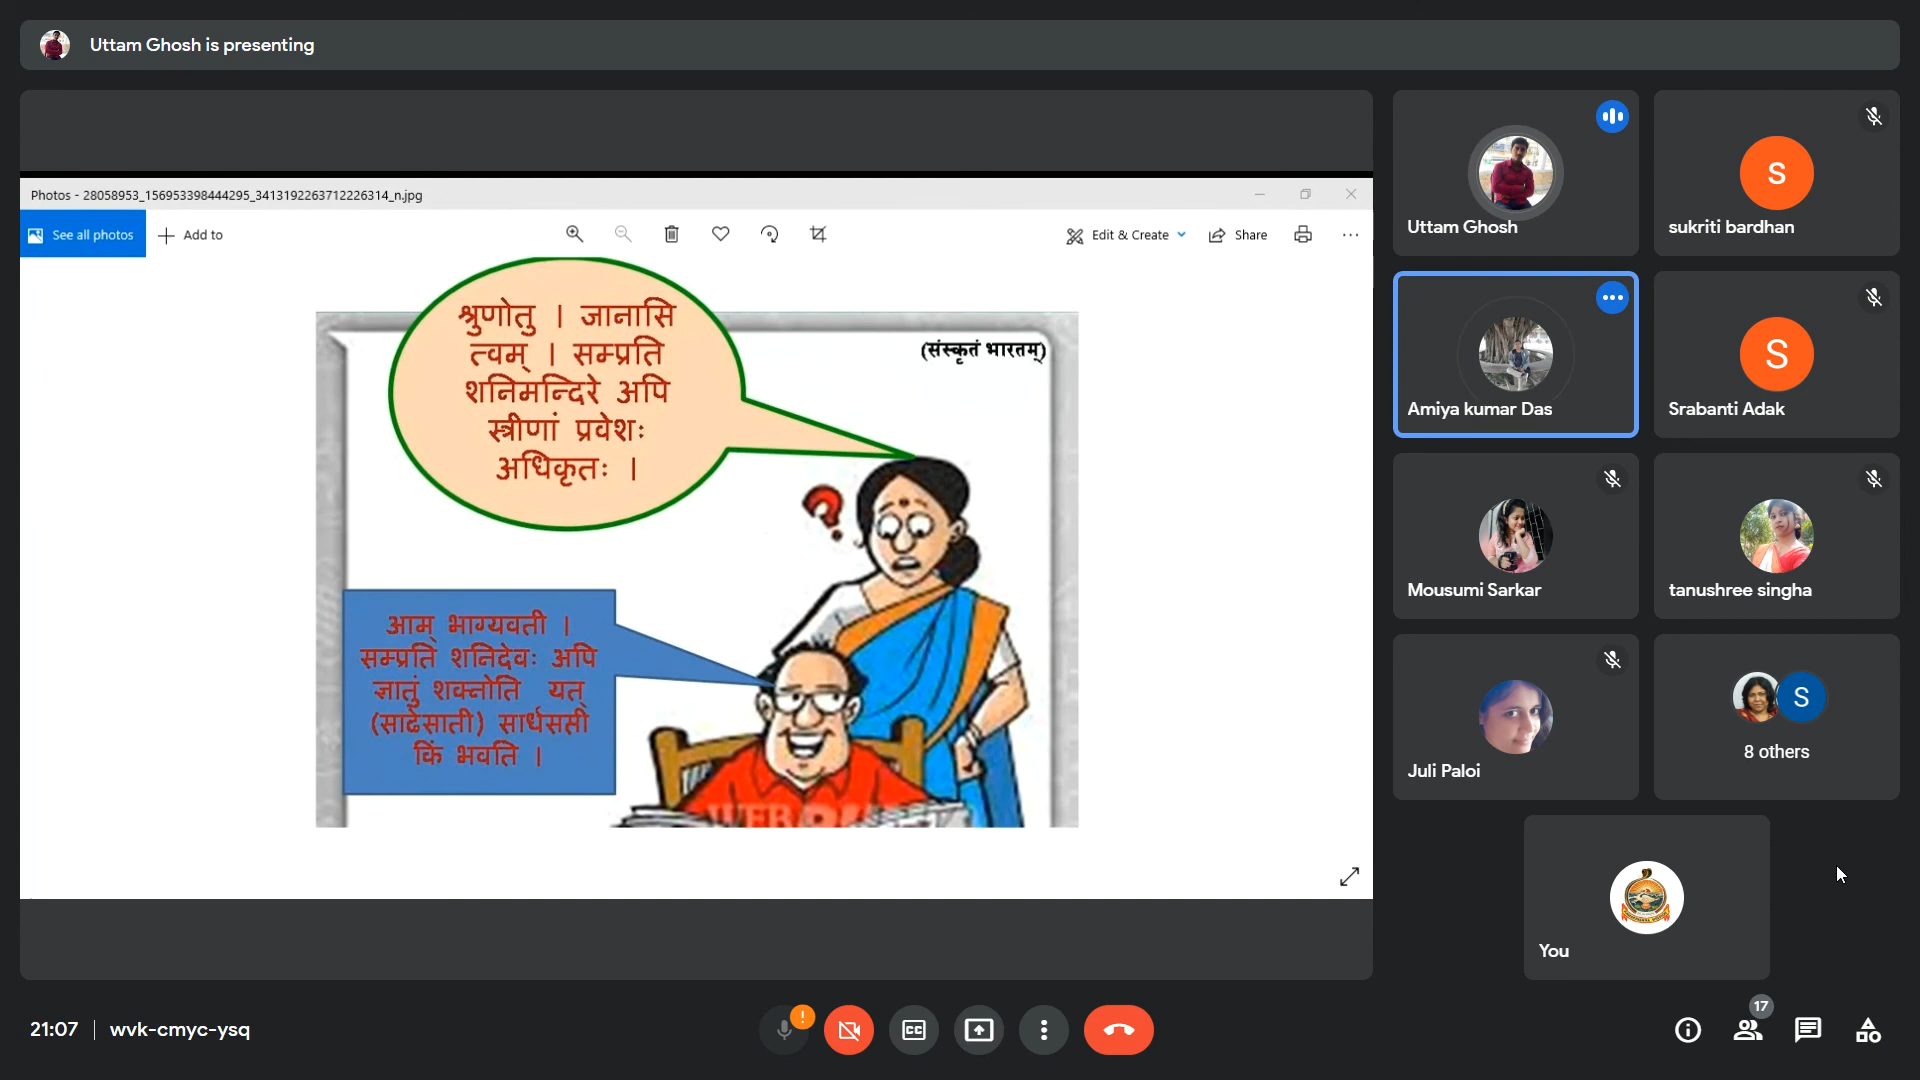 Uttam Ghosh is presenting
Photos - 28058953_156953398444295_3413192263712226314_n.jpg
See all photos
Add to
Edit & Create
Share
श्रुणोतु । जानासि
त्वम् । सम्प्रति
शनिमन्दिरे अपि
स्त्रीणां प्रवेशः
अधिकृतः ।
(संस्कृतं भारतम्)
?
आम् भाग्यवती ।
सम्प्रति शनिदेवः अपि
ज्ञातुं शक्नोति यत्
(साढेसाती) सार्धसप्ती
किं भवति ।
Uttam Ghosh
S
sukriti bardhan
Amiya kumar Das
S
Srabanti Adak
Mousumi Sarkar
tanushree singha
Juli Paloi
S
8 others
You
21:07 | wvk-cmyc-ysq
!
CC
17